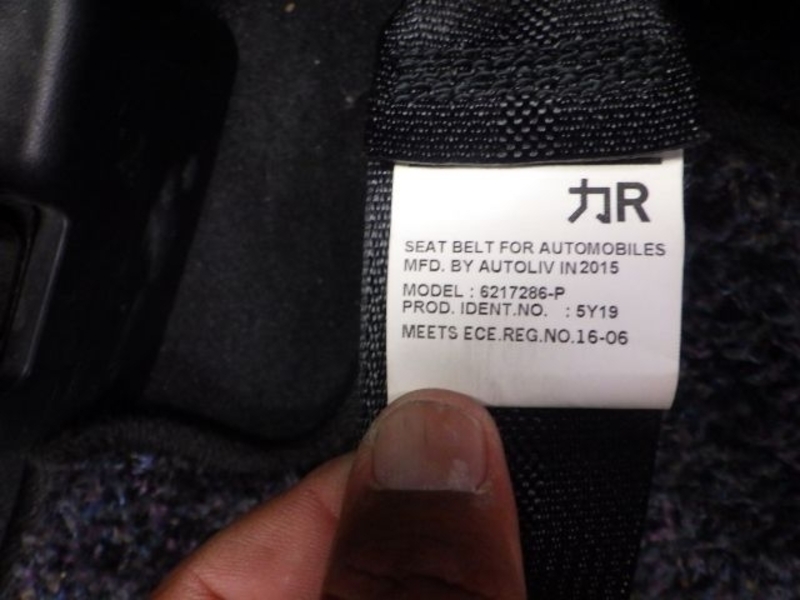 カR
SEAT BELT FOR AUTOMOBILES
MFD. BY AUTOLIV IN 2015
MODEL : 6217286-P
PROD. IDENT.NO. : 5Y19
MEETS ECE.REG.NO.16-06